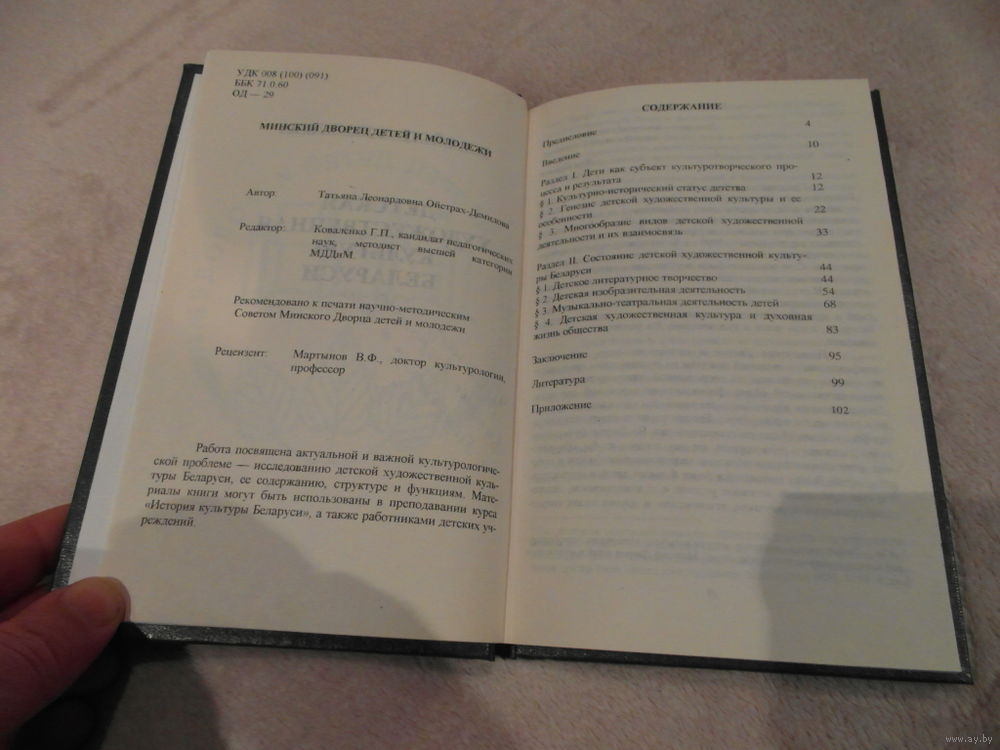 УДК 008 (100) (091)
ББК 71.0.60
ОД — 29
МИНСКИЙ ДВОРЕЦ ДЕТЕЙ И МОЛОДЕЖИ
Автор: Татьяна Леонардовна Ойстрах-Демидова
Редактор: Коваленко Г.П., кандидат педагогических
наук, методист высшей категории
МДДиМ
Рекомендовано к печати научно-методическим
Советом Минского Дворца детей и молодежи
Рецензент: Мартынов В.Ф., доктор культурологии,
профессор
Работа посвящена актуальной и важной культурологиче-
ской проблеме — исследованию детской художественной куль-
туры Беларуси, ее содержанию, структуре и функциям. Мате-
риалы книги могут быть использованы в преподавании курса
«История культуры Беларуси», а также работниками детских уч-
реждений
СОДЕРЖАНИЕ
Предисловие 4
Введение 10
Раздел I. Дети как субъект культуротворческого про-
цесса и результата 12
§ 1. Культурно-исторический статус детства 12
§ 2. Генезис детской художественной культуры и ее
особенности 22
§ 3. Многообразие видов детской художественной
деятельности и их взаимосвязь 33
Раздел II. Состояние детской художественной культу-
ры Беларуси 44
§ 1. Детское литературное творчество 44
§ 2. Детская изобразительная деятельность 54
§ 3. Музыкально-театральная деятельность детей 68
§ 4. Детская художественная культура и духовная
жизнь общества 83
Заключение 95
Литература 99
Приложение 102
www.ay.by